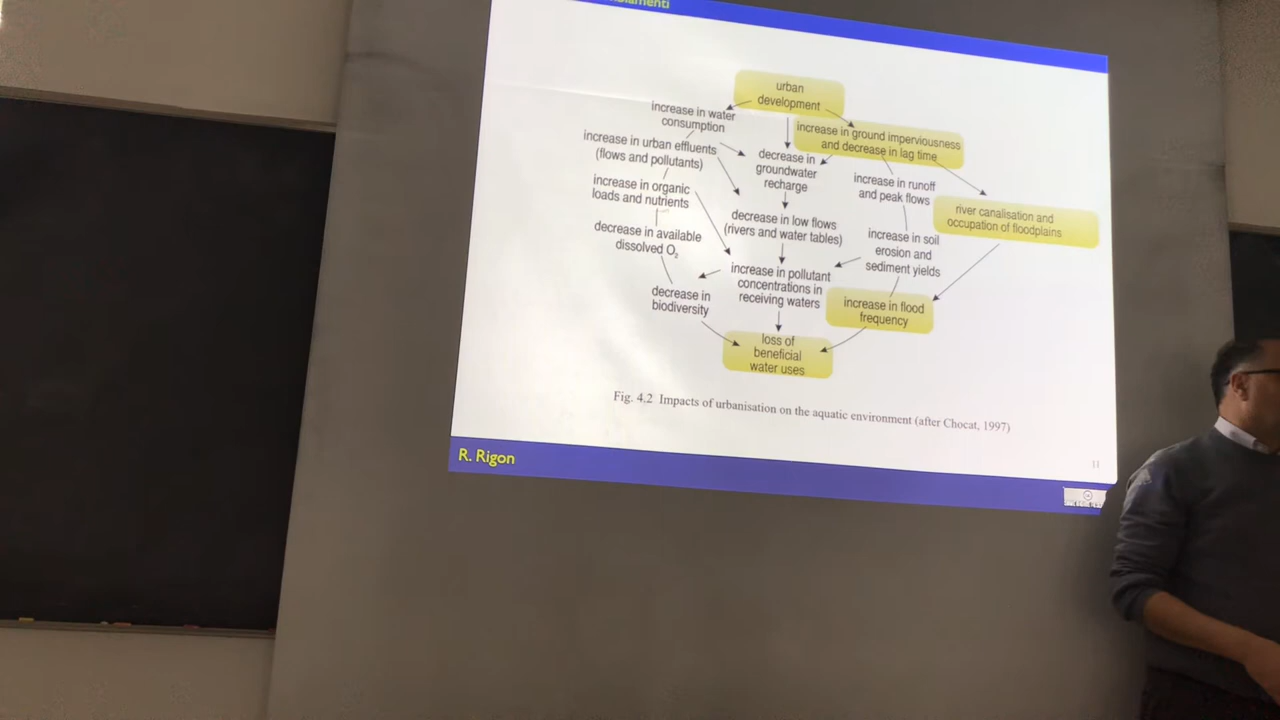 urban
development
increase in water
consumption
increase in ground imperviousness
and decrease in lag time
increase in urban effluents
(flows and pollutants)
decrease in
groundwater
recharge
increase in runoff
and peak flows
increase in organic
loads and nutrients
river canalisation and
occupation of floodplains
decrease in low flows
(rivers and water tables)
decrease in available
dissolved O₂
increase in soil
erosion and
sediment yields
increase in pollutant
concentrations in
receiving waters
decrease in
biodiversity
increase in flood
frequency
loss of
beneficial
water uses
Fig. 4.2 Impacts of urbanisation on the aquatic environment (after Chocat, 1997)
11
R. Rigon